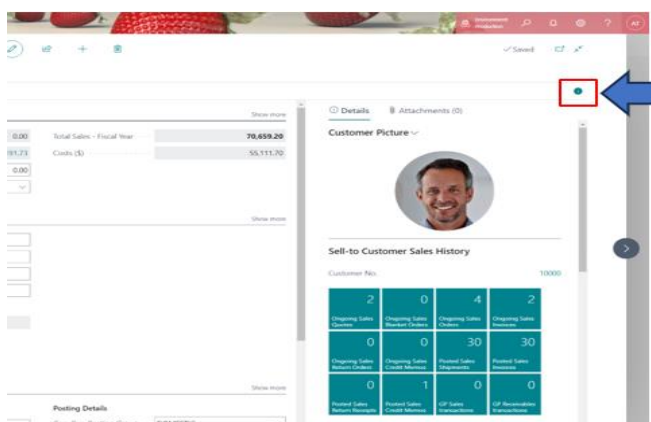 Environment
Production
AT
Saved
Show more
Details
Attachments (0)
0.00
Total Sales - Fiscal Year
70,659.20
Customer Picture
Costs ($)
55,111.70
0.00
Show more
Sell-to Customer Sales History
Customer No.
10000
2 0 4 2
Ongoing Sales Quotes
Ongoing Sales Blanket Orders
Ongoing Sales Orders
Ongoing Sales Invoices
0 0 30 30
Ongoing Sales Return Orders
Ongoing Sales Credit Memos
Posted Sales Shipments
Posted Sales Invoices
Show more
0 1 0 0
Posted Sales Return Receipts
Posted Sales Credit Memos
GP Sales transactions
GP Receivables transactions
Posting Details